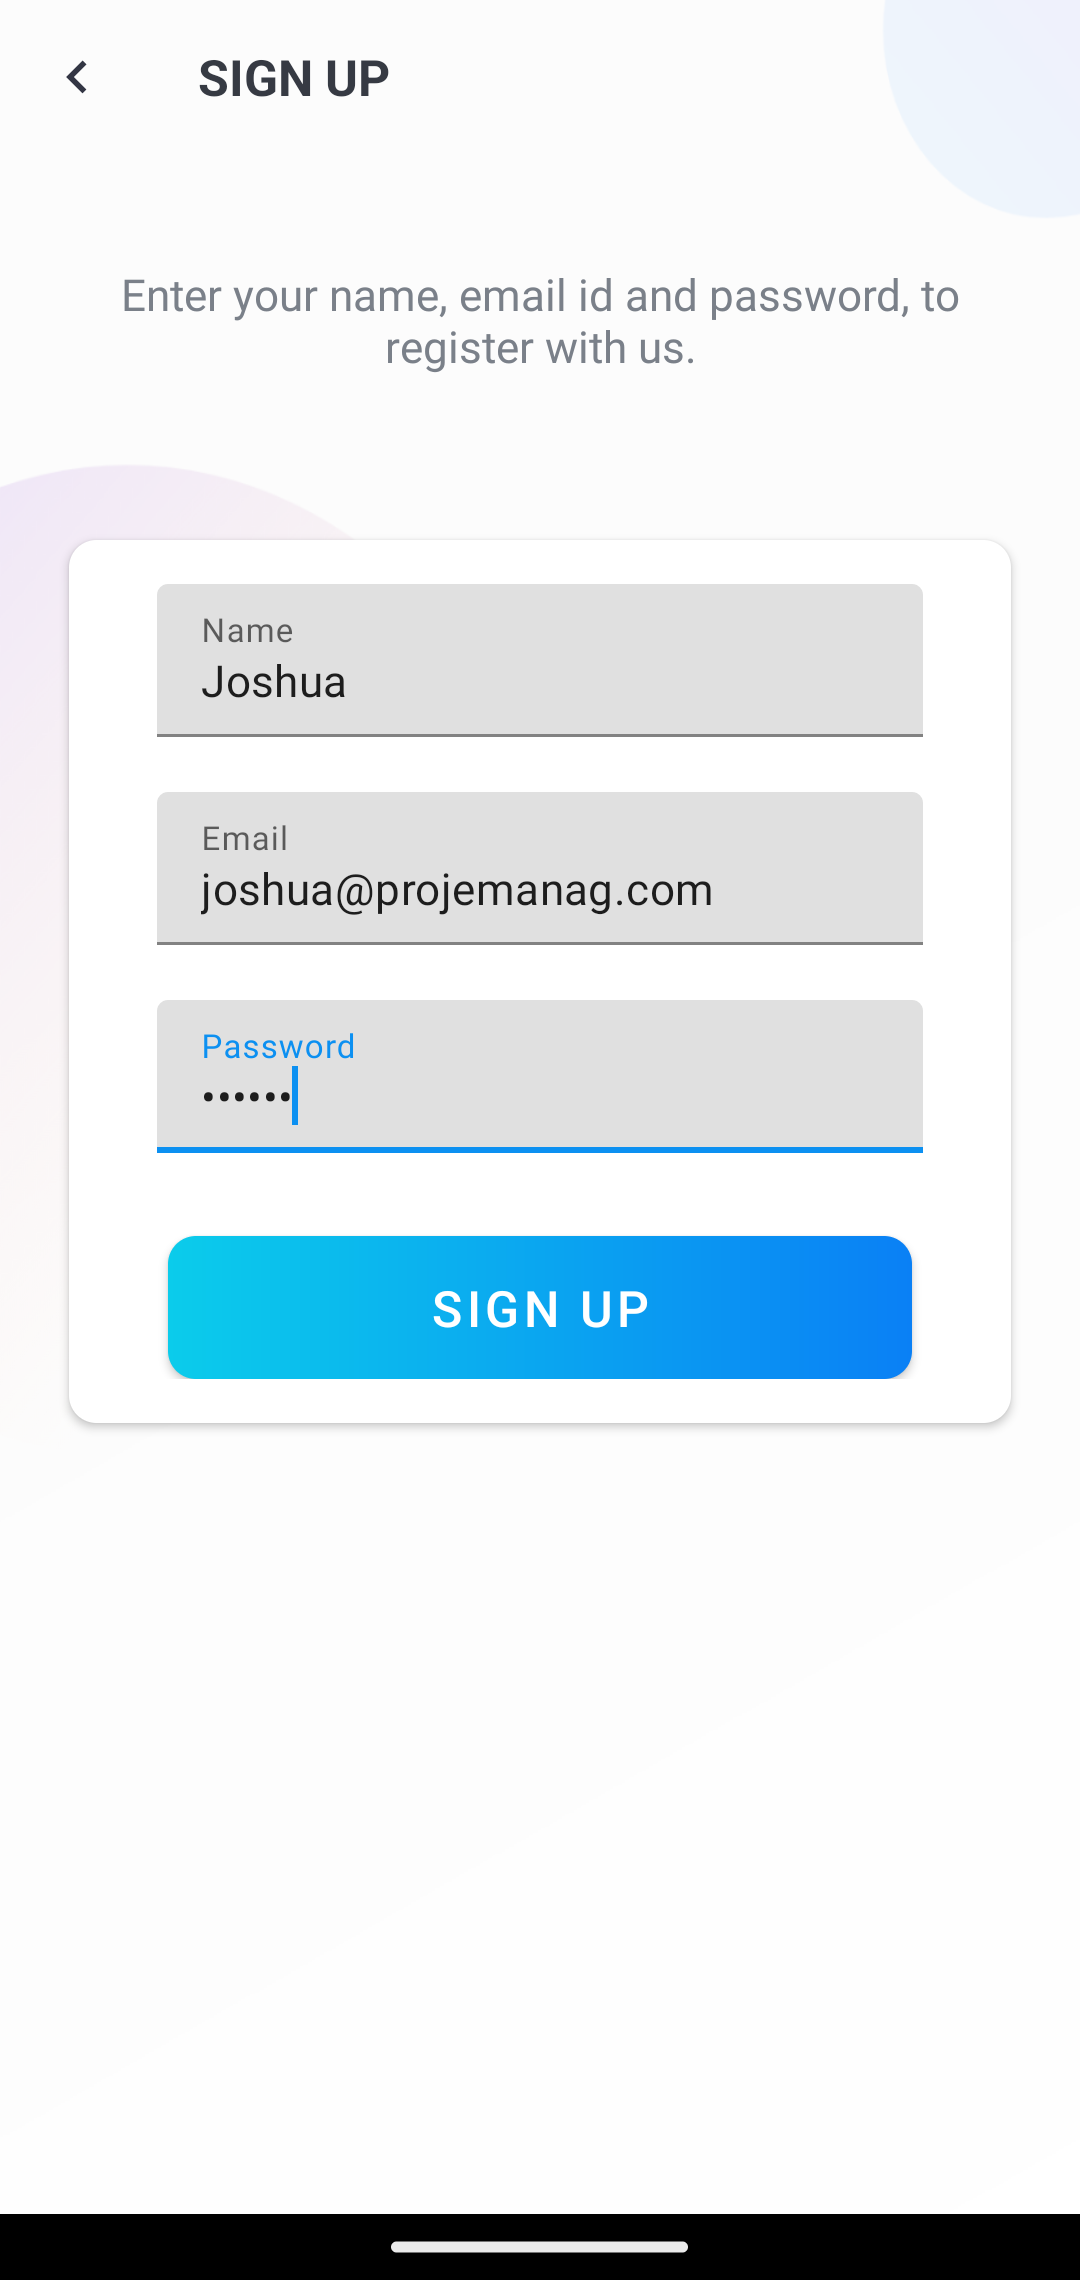 SIGN UP
Enter your name, email id and password, to
register with us.
Name
Joshua
Email
joshua@projemanag.com
Password
••••••
SIGN UP